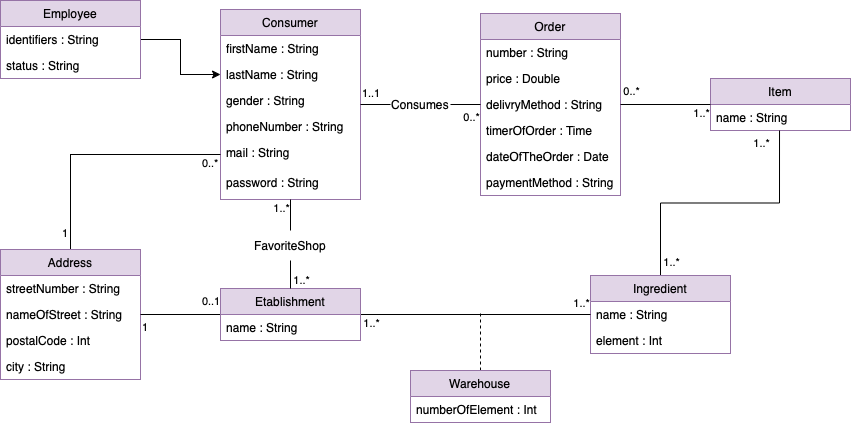 Employee
identifiers : String
status : String
Consumer
firstName : String
lastName : String
gender : String
phoneNumber : String
mail : String
password : String
Order
number : String
price : Double
delivryMethod : String
timerOfOrder : Time
dateOfTheOrder : Date
paymentMethod : String
Item
name : String
1..1
Consumes
0..*
0..*
1..*
1..*
0..*
1
1..*
FavoriteShop
1..*
Address
streetNumber : String
nameOfStreet : String
postalCode : Int
city : String
0..1
1
Etablishment
name : String
1..*
1..*
1..*
Ingredient
name : String
element : Int
Warehouse
numberOfElement : Int